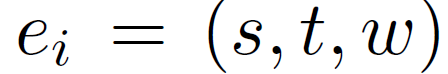 e_i = (s, t, w)